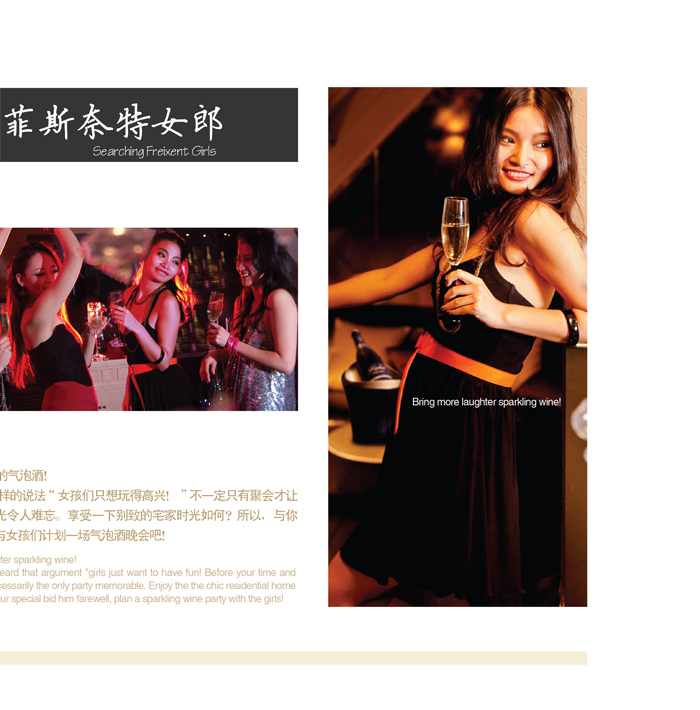 菲斯奈特女郎
Searching Freixent Girls
的气泡酒!
样的说法“女孩们只想玩得高兴！”不一定只有聚会才让
光令人难忘。享受一下别致的宅家时光如何？所以，与你
与女孩们计划一场气泡酒晚会吧!
ter sparkling wine!
eard that argument "girls just want to have fun! Before your time and
cessarily the only party memorable. Enjoy the the chic residential home
ur special bid him farewell, plan a sparkling wine party with the girls!
Bring more laughter sparkling wine!